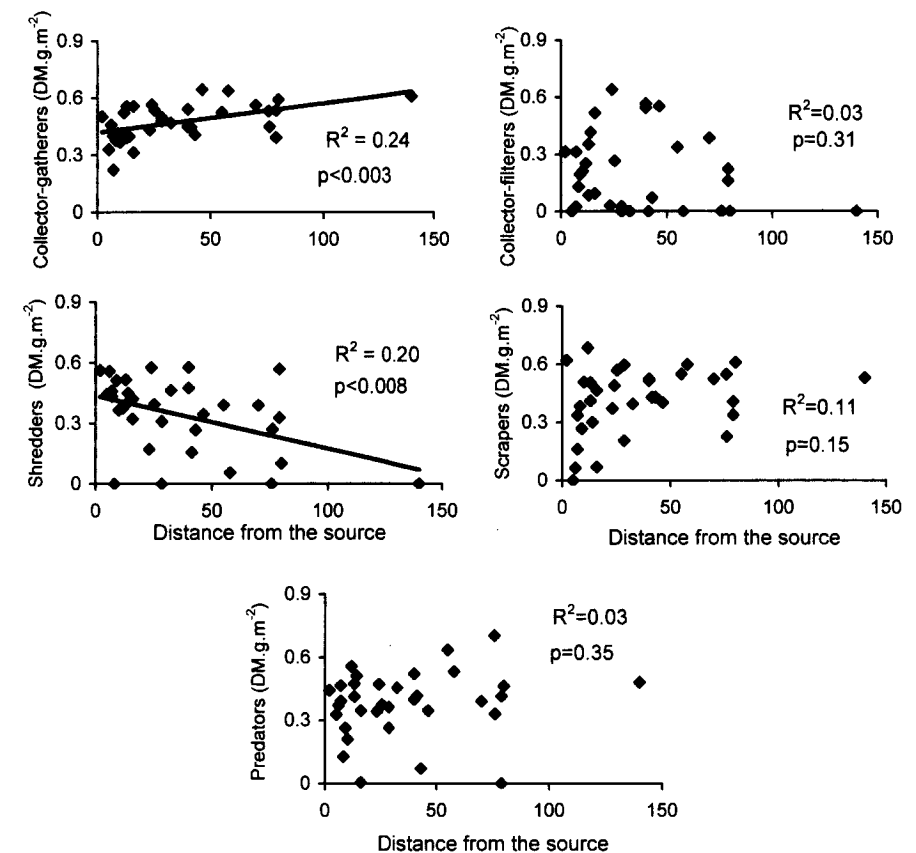 Collector-gatherers (DM.g.m-2)
0.9
0.6
0.3
0
R2 = 0.24
p<0.003
0 50 100 150
Collector-filterers (DM.g.m-2)
0.9
0.6
0.3
0
R2=0.03
p=0.31
0 50 100 150
Shredders (DM.g.m-2)
0.9
0.6
0.3
0
R2 = 0.20
p<0.008
0 50 100 150
Distance from the source
Scrapers (DM.g.m-2)
0.9
0.6
0.3
0
R2=0.11
p=0.15
0 50 100 150
Distance from the source
Predators (DM.g.m-2)
0.9
0.6
0.3
0
R2=0.03
p=0.35
0 50 100 150
Distance from the source